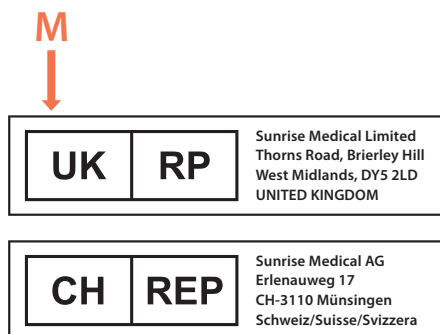 M
UK RP
Sunrise Medical Limited
Thorns Road, Brierley Hill
West Midlands, DY5 2LD
UNITED KINGDOM
CH REP
Sunrise Medical AG
Erlenauweg 17
CH-3110 Münsingen
Schweiz/Suisse/Svizzera